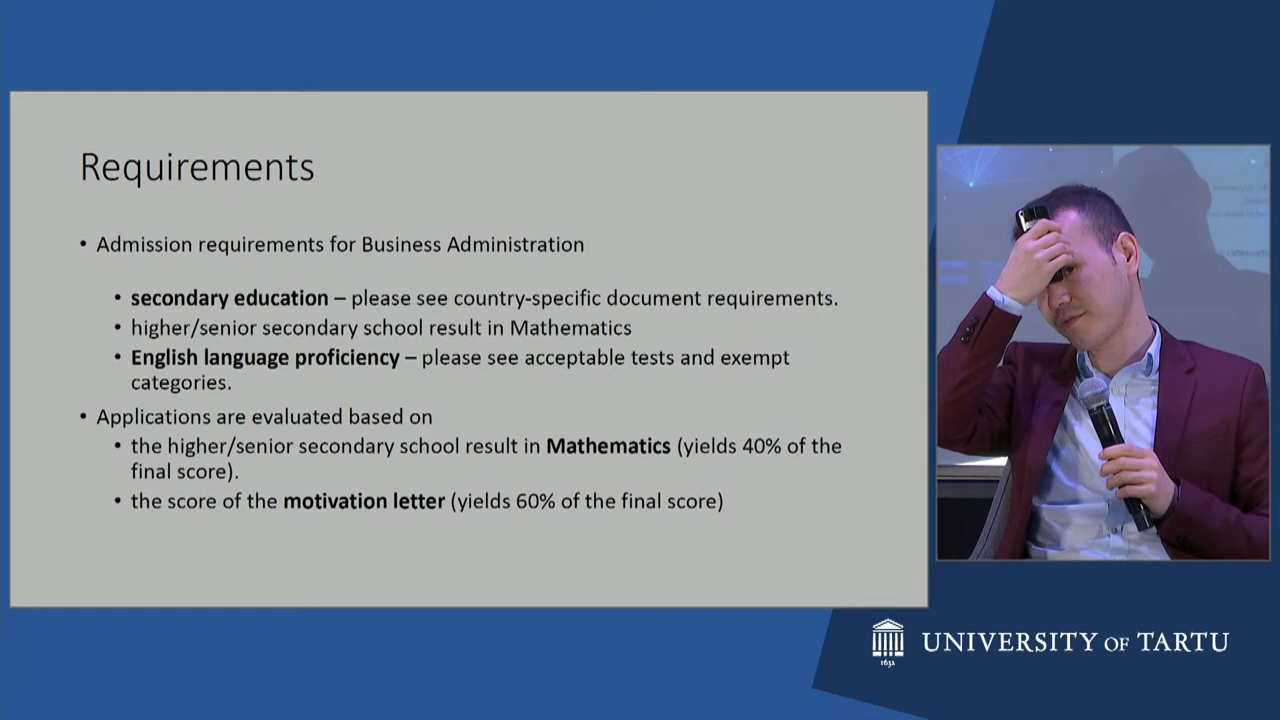 Requirements
• Admission requirements for Business Administration
• secondary education – please see country-specific document requirements.
• higher/senior secondary school result in Mathematics
• English language proficiency – please see acceptable tests and exempt
categories.
• Applications are evaluated based on
• the higher/senior secondary school result in Mathematics (yields 40% of the
final score).
• the score of the motivation letter (yields 60% of the final score)
1632
UNIVERSITY OF TARTU